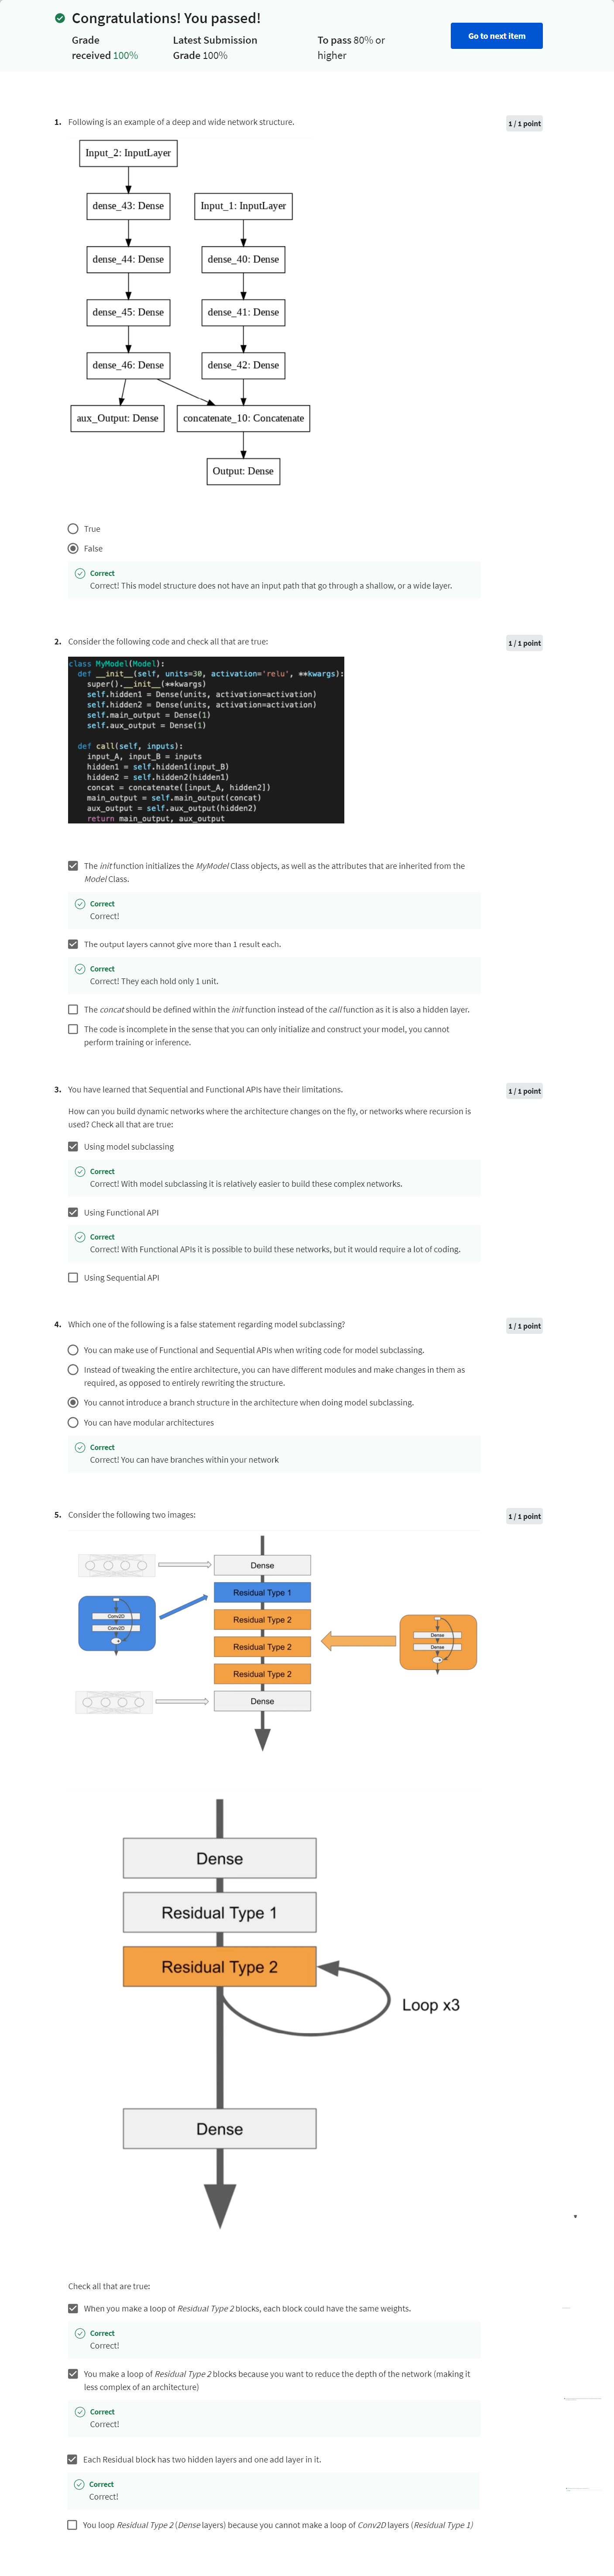 Congratulations! You passed!
Grade
received 100%
Latest Submission
Grade 100%
To pass 80% or
higher
Go to next item
1. Following is an example of a deep and wide network structure.
1 / 1 point
Input_2: InputLayer
dense_43: Dense
Input_1: InputLayer
dense_44: Dense
dense_40: Dense
dense_45: Dense
dense_41: Dense
dense_46: Dense
dense_42: Dense
aux_Output: Dense
concatenate_10: Concatenate
Output: Dense
True
False
Correct
Correct! This model structure does not have an input path that go through a shallow, or a wide layer.
2. Consider the following code and check all that are true:
1 / 1 point
class MyModel(Model):
def __init__(self, units=30, activation='relu', **kwargs):
super().__init__(**kwargs)
self.hidden1 = Dense(units, activation=activation)
self.hidden2 = Dense(units, activation=activation)
self.main_output = Dense(1)
self.aux_output = Dense(1)
def call(self, inputs):
input_A, input_B = inputs
hidden1 = self.hidden1(input_B)
hidden2 = self.hidden2(hidden1)
concat = concatenate([input_A, hidden2])
main_output = self.main_output(concat)
aux_output = self.aux_output(hidden2)
return main_output, aux_output
The init function initializes the MyModel Class objects, as well as the attributes that are inherited from the
Model Class.
Correct
Correct!
The output layers cannot give more than 1 result each.
Correct
Correct! They each hold only 1 unit.
The concat should be defined within the init function instead of the call function as it is also a hidden layer.
The code is incomplete in the sense that you can only initialize and construct your model, you cannot
perform training or inference.
3. You have learned that Sequential and Functional APIs have their limitations.
1 / 1 point
How can you build dynamic networks where the architecture changes on the fly, or networks where recursion is
used? Check all that are true:
Using model subclassing
Correct
Correct! With model subclassing it is relatively easier to build these complex networks.
Using Functional API
Correct
Correct! With Functional APIs it is possible to build these networks, but it would require a lot of coding.
Using Sequential API
4. Which one of the following is a false statement regarding model subclassing?
1 / 1 point
You can make use of Functional and Sequential APIs when writing code for model subclassing.
Instead of tweaking the entire architecture, you can have different modules and make changes in them as
required, as opposed to entirely rewriting the structure.
You cannot introduce a branch structure in the architecture when doing model subclassing.
You can have modular architectures
Correct
Correct! You can have branches within your network
5. Consider the following two images:
1 / 1 point
Dense
Residual Type 1
Conv2D
Conv2D
Residual Type 2
Residual Type 2
Dense
Dense
Residual Type 2
Dense
Dense
Residual Type 1
Residual Type 2
Loop x3
Dense
Check all that are true:
When you make a loop of Residual Type 2 blocks, each block could have the same weights.
Correct
Correct!
You make a loop of Residual Type 2 blocks because you want to reduce the depth of the network (making it
less complex of an architecture)
Correct
Correct!
Each Residual block has two hidden layers and one add layer in it.
Correct
Correct!
You loop Residual Type 2 (Dense layers) because you cannot make a loop of Conv2D layers (Residual Type 1)